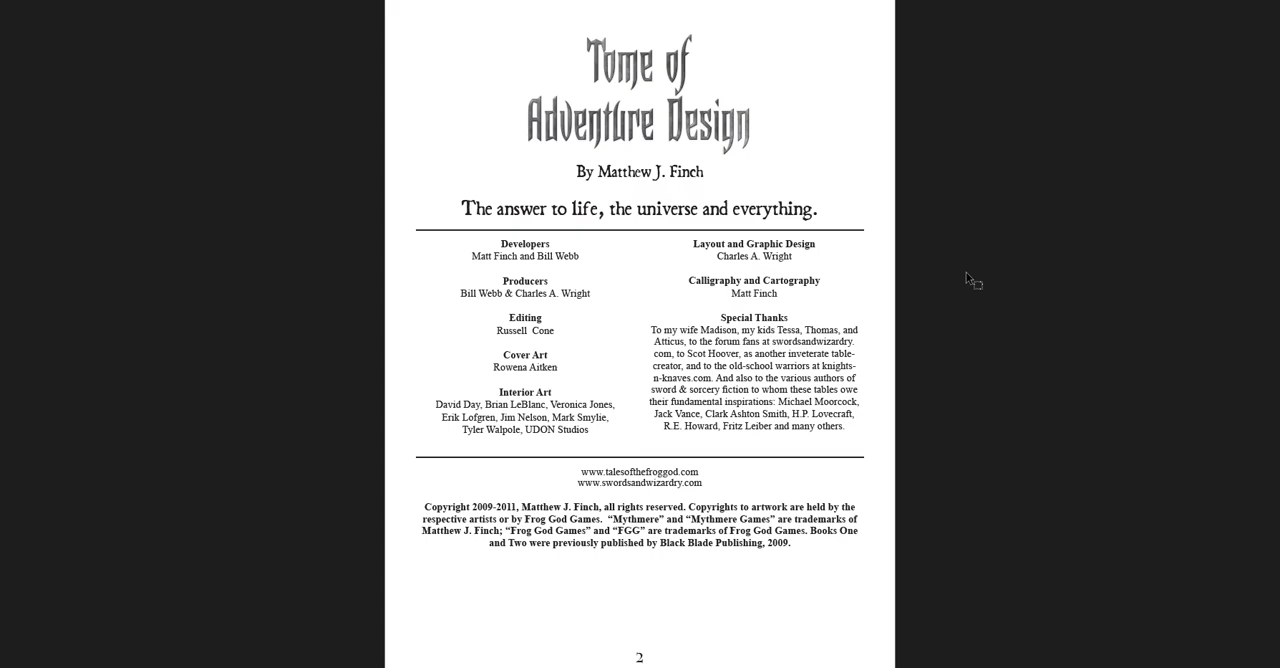 Tome of
Adventure Design
By Matthew J. Finch
The answer to life, the universe and everything.
Developers
Matt Finch and Bill Webb
Producers
Bill Webb & Charles A. Wright
Editing
Russell  Cone
Cover Art
Rowena Aitken
Interior Art
David Day, Brian LeBlanc, Veronica Jones,
Erik Lofgren, Jim Nelson, Mark Smylie,
Tyler Walpole, UDON Studios
Layout and Graphic Design
Charles A. Wright
Calligraphy and Cartography
Matt Finch
Special Thanks
To my wife Madison, my kids Tessa, Thomas, and
Atticus, to the forum fans at swordsandwizardry.
com, to Scot Hoover, as another inveterate table-
creator, and to the old-school warriors at knights-
n-knaves.com. And also to the various authors of
sword & sorcery fiction to whom these tables owe
their fundamental inspirations: Michael Moorcock,
Jack Vance, Clark Ashton Smith, H.P. Lovecraft,
R.E. Howard, Fritz Leiber and many others.
www.talesofthefroggod.com
www.swordsandwizardry.com
Copyright 2009-2011, Matthew J. Finch, all rights reserved. Copyrights to artwork are held by the
respective artists or by Frog God Games.  “Mythmere” and “Mythmere Games” are trademarks of
Matthew J. Finch; “Frog God Games” and “FGG” are trademarks of Frog God Games. Books One
and Two were previously published by Black Blade Publishing, 2009.
2